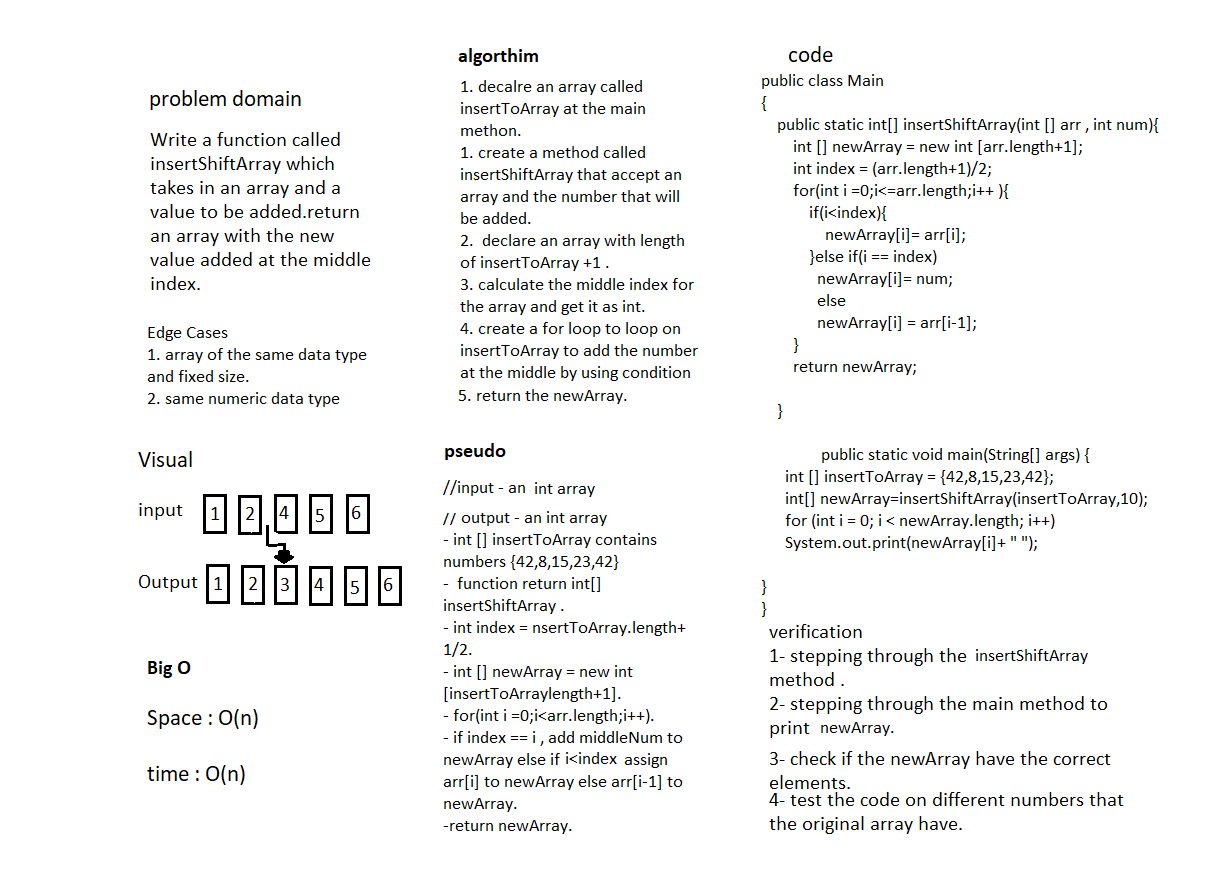 problem domain
Write a function called
insertShiftArray which
takes in an array and a
value to be added.return
an array with the new
value added at the middle
index.
Edge Cases
1. array of the same data type
and fixed size.
2. same numeric data type
Visual
input 1 2 4 5 6
Output 1 2 3 4 5 6
Big O
Space : O(n)
time : O(n)
algorthim
1. decalre an array called
insertToArray at the main
methon.
1. create a method called
insertShiftArray that accept an
array and the number that will
be added.
2.  declare an array with length
of insertToArray +1 .
3. calculate the middle index for
the array and get it as int.
4. create a for loop to loop on
insertToArray to add the number
at the middle by using condition
5. return the newArray.
pseudo
//input - an int array
// output - an int array
- int [] insertToArray contains
numbers {42,8,15,23,42}
-  function return int[]
insertShiftArray .
- int index = nsertToArray.length+
1/2.
- int [] newArray = new int
[insertToArraylength+1].
- for(int i =0;i<arr.length;i++).
- if index == i , add middleNum to
newArray else if i<index assign
arr[i] to newArray else arr[i-1] to
newArray.
-return newArray.
code
public class Main
{
public static int[] insertShiftArray(int [] arr , int num){
int [] newArray = new int [arr.length+1];
int index = (arr.length+1)/2;
for(int i =0;i<=arr.length;i++ ){
if(i<index){
newArray[i]= arr[i];
}else if(i == index)
newArray[i]= num;
else
newArray[i] = arr[i-1];
}
return newArray;
}
public static void main(String[] args) {
int [] insertToArray = {42,8,15,23,42};
int[] newArray=insertShiftArray(insertToArray,10);
for (int i = 0; i < newArray.length; i++)
System.out.print(newArray[i]+ " ");
}
}
verification
1- stepping through the insertShiftArray
method .
2- stepping through the main method to
print newArray.
3- check if the newArray have the correct
elements.
4- test the code on different numbers that
the original array have.